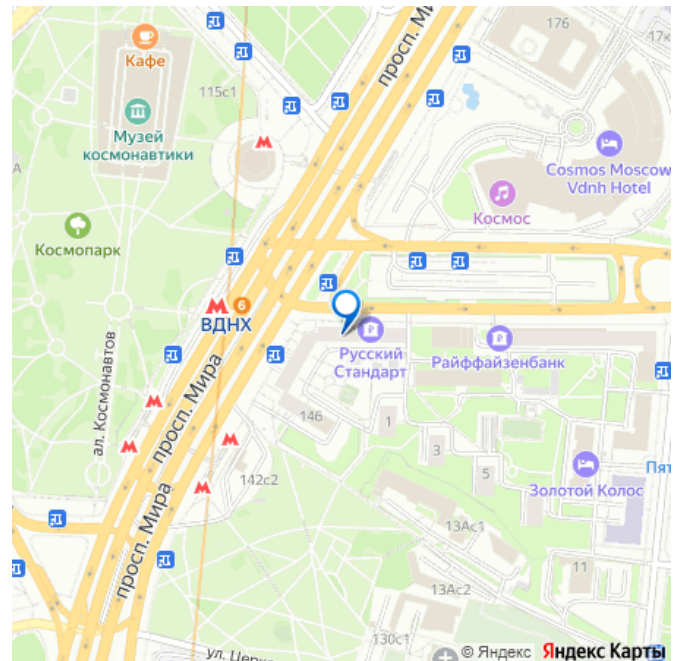 176
17к
просп. Мира
Кафе
115с1
Музей
космонавтики
Cosmos Moscow
Vdnh Hotel
Космос
Космопарк
6
ВДНХ
ал. Космонавтов
просп. Мира
Русский
Стандарт
Райффайзенбанк
146
1
3
5
142с2
Золотой Колос
Пят
просп. Мира
13Ас1
11
13Ас2
130с1
ул. Церко
© Яндекс Яндекс Карты